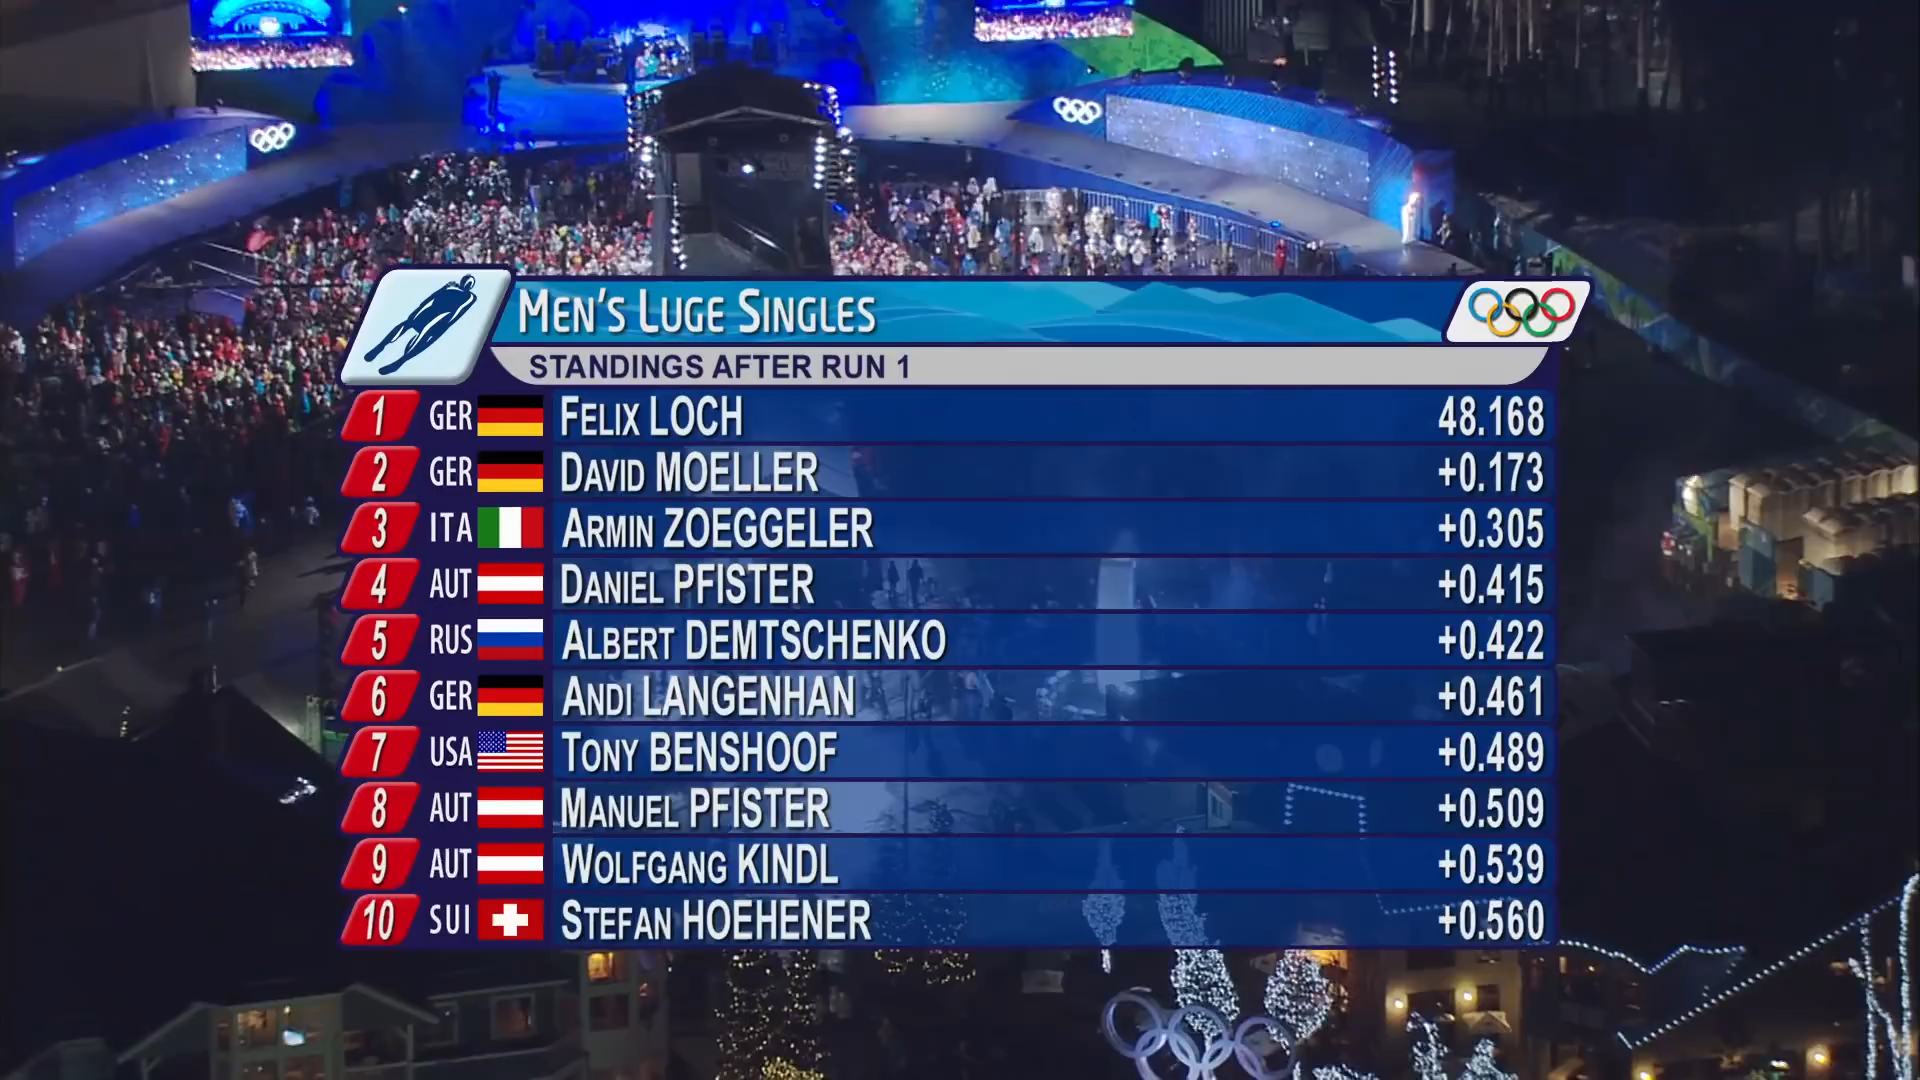 Men's Luge Singles
STANDINGS AFTER RUN 1
1 GER Felix LOCH 48.168
2 GER David MOELLER +0.173
3 ITA Armin ZOEGGELER +0.305
4 AUT Daniel PFISTER +0.415
5 RUS Albert DEMTSCHENKO +0.422
6 GER Andi LANGENHAN +0.461
7 USA Tony BENSHOOF +0.489
8 AUT Manuel PFISTER +0.509
9 AUT Wolfgang KINDL +0.539
10 SUI Stefan HOEHENER +0.560